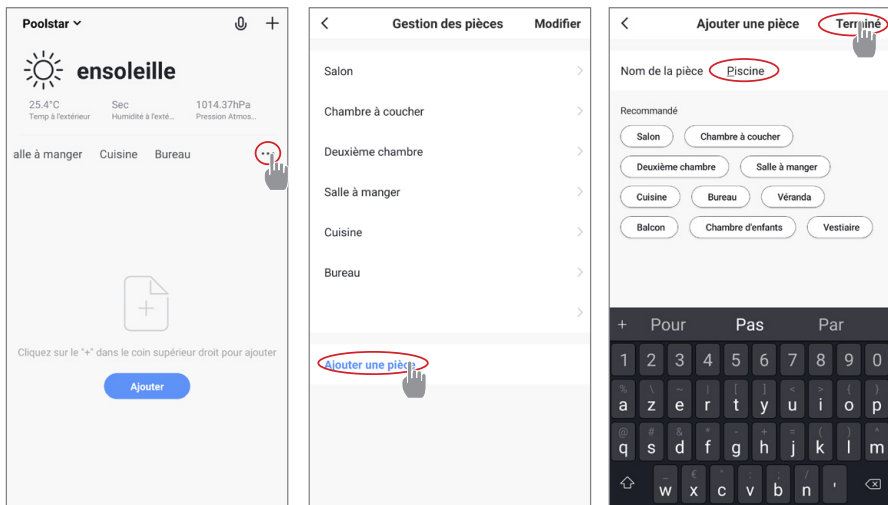 Poolstar
ensoleille
25.4°C Sec 1014.37hPa
Temp à l'extérieur Humidité à l'exté... Pression Atmos...
alle à manger Cuisine Bureau ...
Cliquez sur le "+" dans le coin supérieur droit pour ajouter
Ajouter
Gestion des pièces Modifier
Salon
Chambre à coucher
Deuxième chambre
Salle à manger
Cuisine
Bureau
Ajouter une pièce
Ajouter une pièce Terminé
Nom de la pièce Piscine
Recommandé
Salon Chambre à coucher
Deuxième chambre Salle à manger
Cuisine Bureau Véranda
Balcon Chambre d'enfants Vestiaire
+ Pour Pas Par
1 2 3 4 5 6 7 8 9 0
% \ ~ | [ ] < > { }
a z e r t y u i o p
@ # & * - + = ( ) ^
q s d f g h j k l m
_ € " ' : ; /
w x c v b n '